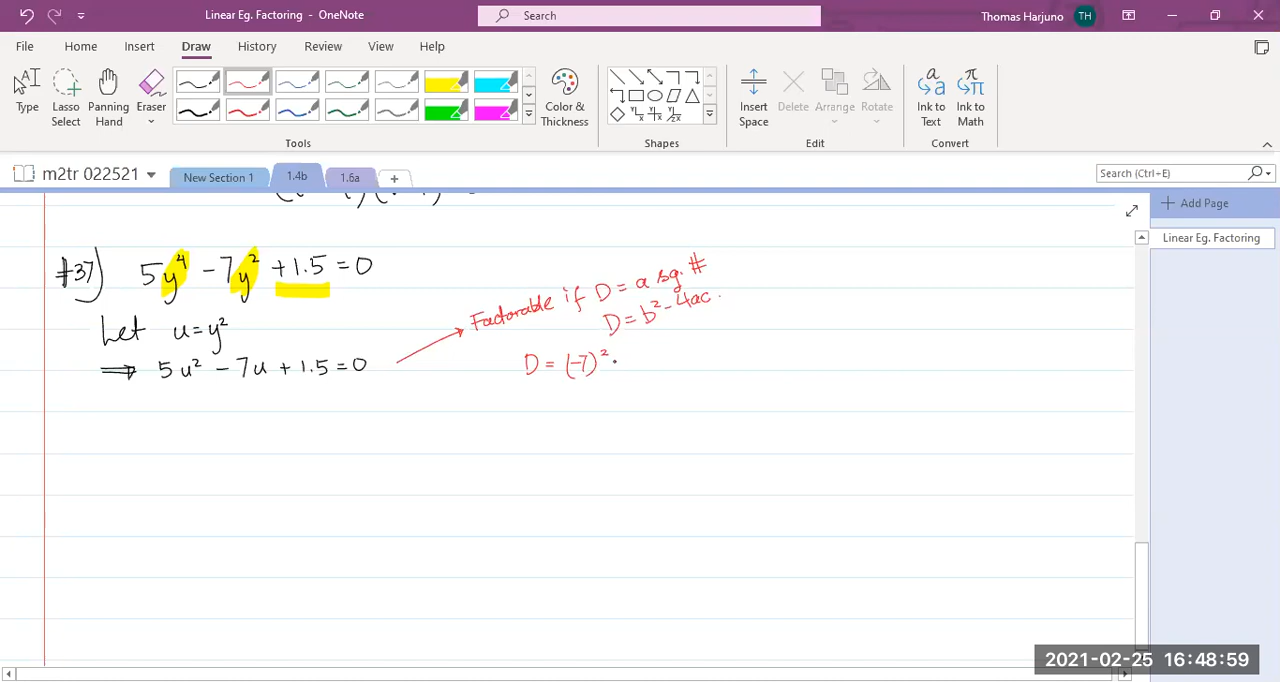 Linear Eg. Factoring - OneNote
Search
Thomas Harjuno TH
File Home Insert Draw History Review View Help
Type
Lasso Select
Panning Hand
Eraser
Color & Thickness
Insert Space
Delete
Arrange
Rotate
Ink to Text
Ink to Math
Tools
Shapes
Edit
Convert
m2tr 022521
New Section 1
1.4b
1.6a
Search (Ctrl+E)
Add Page
Linear Eg. Factoring
#37) 5y⁴ - 7y² + 1.5 = 0
Factorable if D = a sq. #
D = b² - 4ac.
Let u = y²
⟹ 5u² - 7u + 1.5 = 0
D = (-7)²
2021-02-25 16:48:59